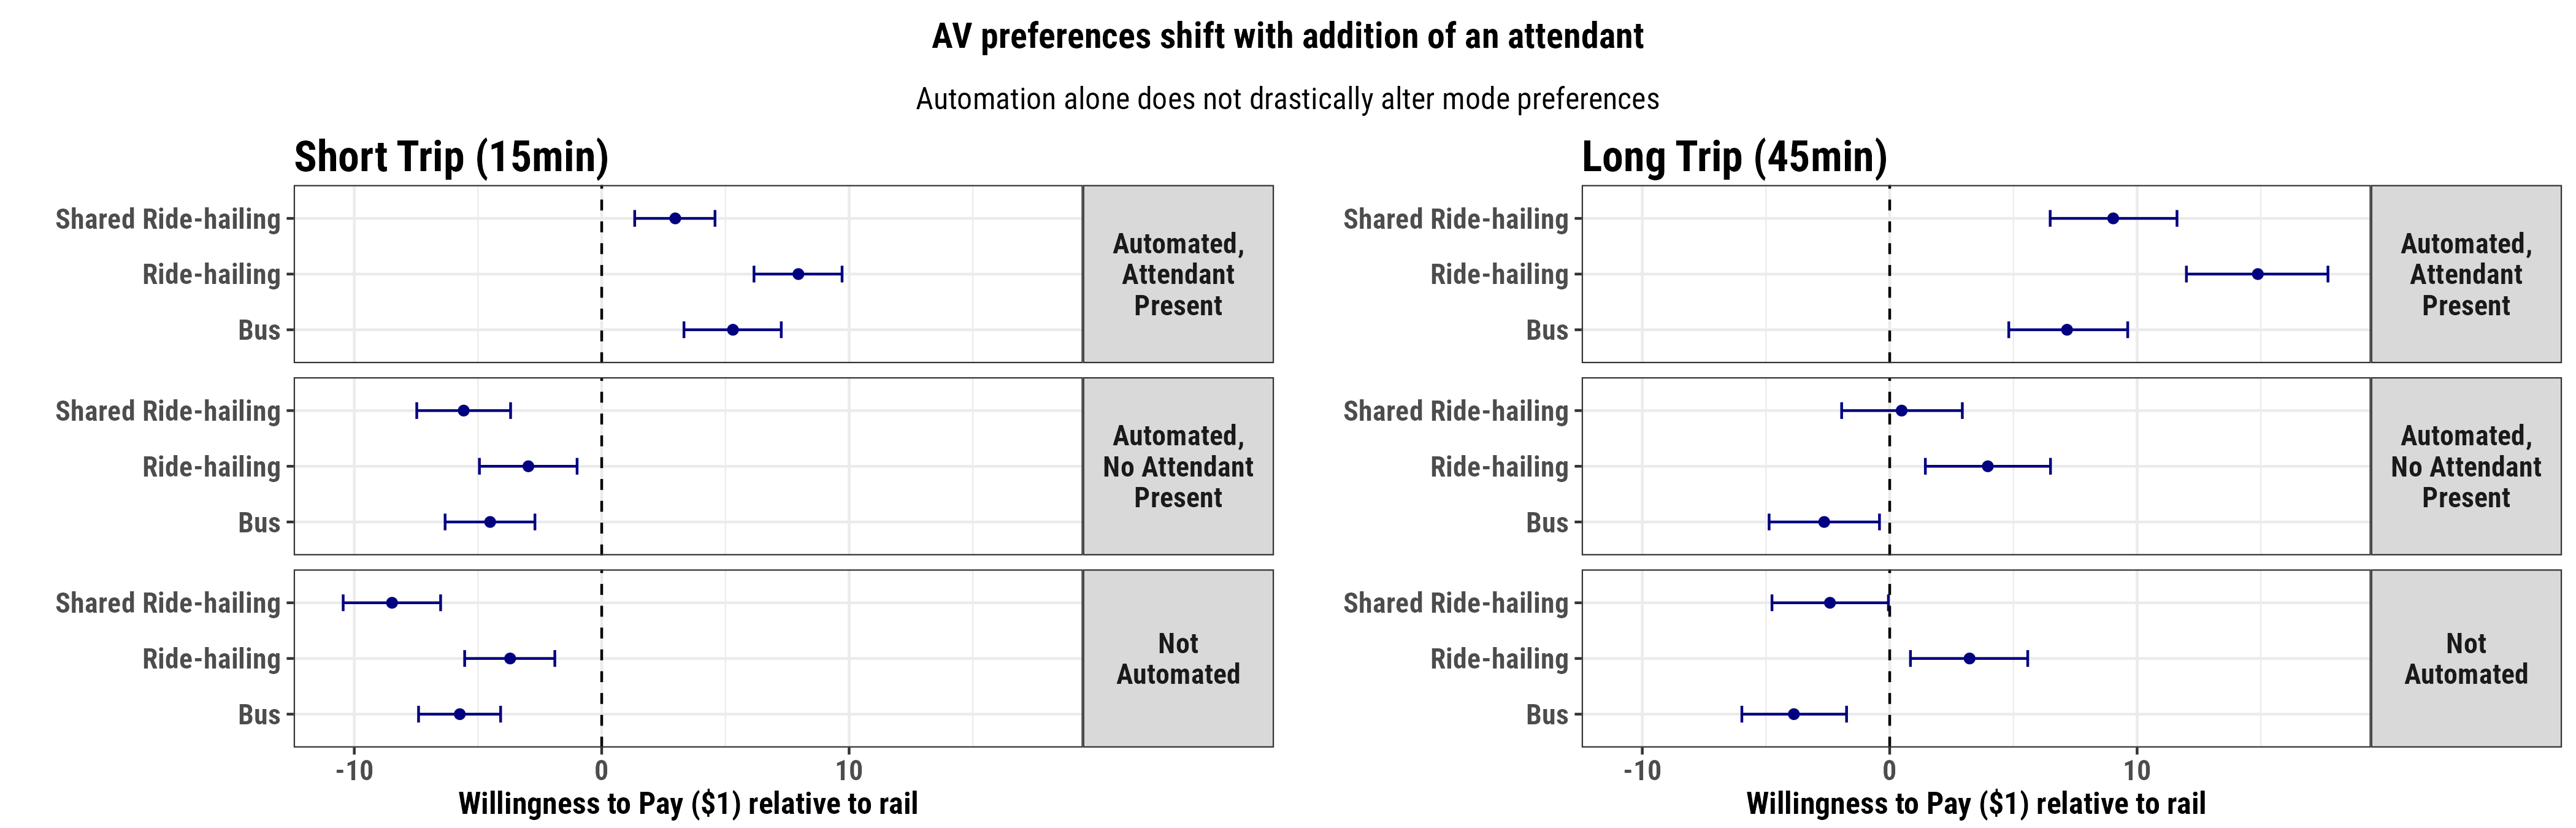 AV preferences shift with addition of an attendant
Automation alone does not drastically alter mode preferences
Short Trip (15min)
Shared Ride-hailing
Ride-hailing
Bus
Automated,
Attendant
Present
Shared Ride-hailing
Ride-hailing
Bus
Automated,
No Attendant
Present
Shared Ride-hailing
Ride-hailing
Bus
Not
Automated
-10 0 10
Willingness to Pay ($1) relative to rail
Long Trip (45min)
Shared Ride-hailing
Ride-hailing
Bus
Automated,
Attendant
Present
Shared Ride-hailing
Ride-hailing
Bus
Automated,
No Attendant
Present
Shared Ride-hailing
Ride-hailing
Bus
Not
Automated
-10 0 10
Willingness to Pay ($1) relative to rail